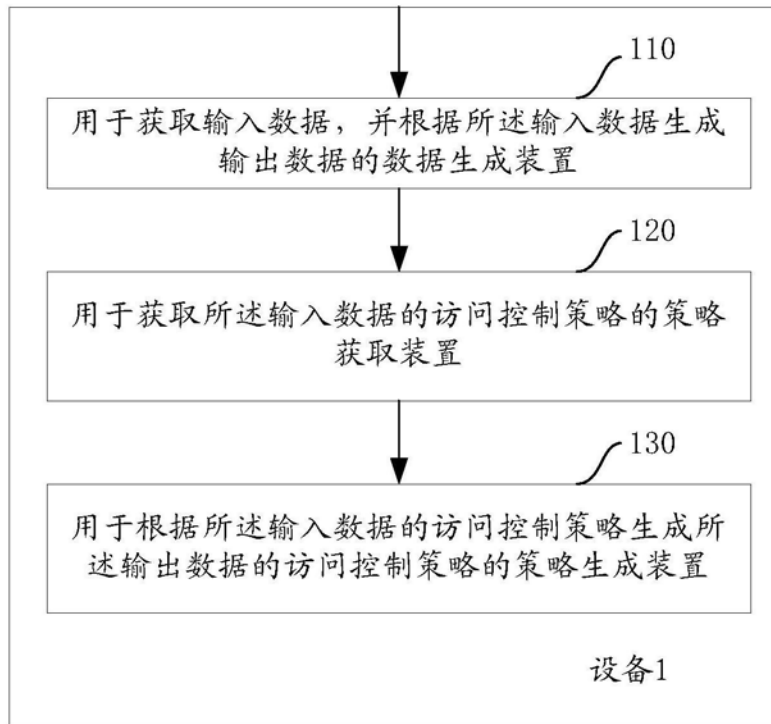 110
用于获取输入数据，并根据所述输入数据生成
输出数据的数据生成装置
120
用于获取所述输入数据的访问控制策略的策略
获取装置
130
用于根据所述输入数据的访问控制策略生成所
述输出数据的访问控制策略的策略生成装置
设备1